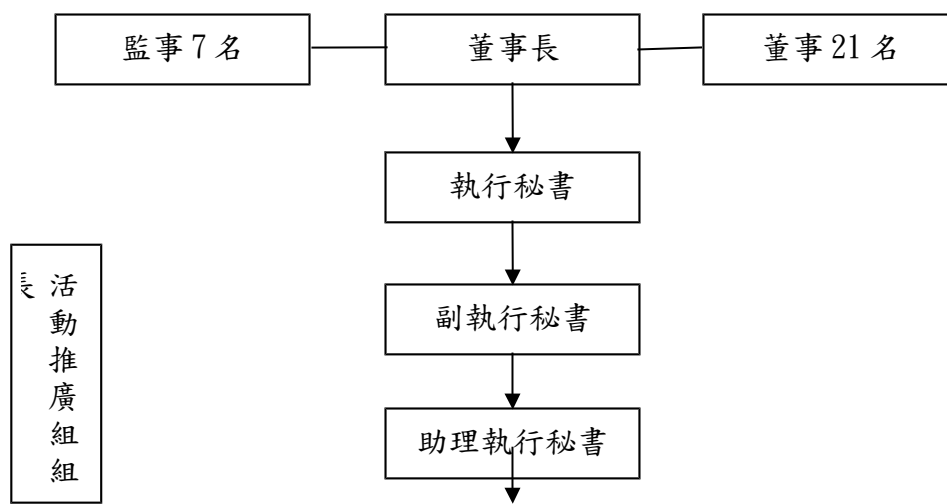 監事7名
董事長
董事21名
執行秘書
活動推廣組組
長
副執行秘書
助理執行秘書